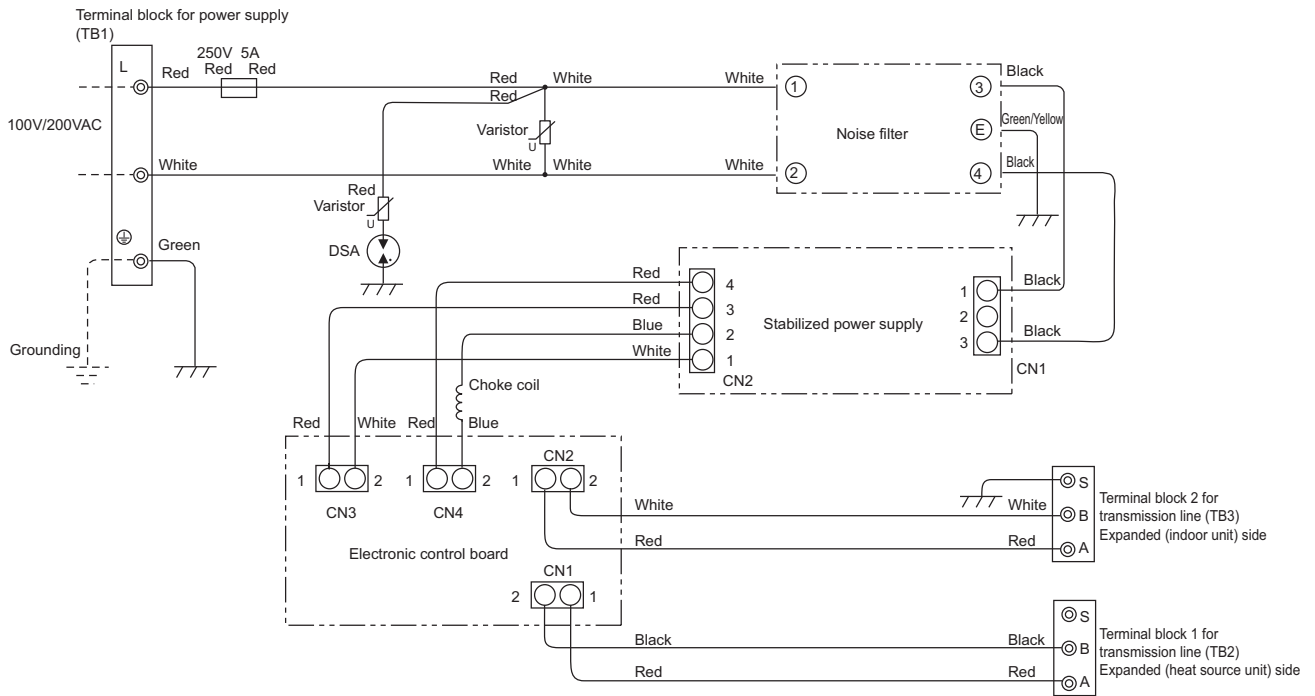 Terminal block for power supply
(TB1)
L
250V 5A
Red
Red
Red
Red
White
White
Red
Black
1
3
100V/200VAC
Varistor
U
Noise filter
E
Green/Yellow
White
White
White
White
2
4
Black
Red
Varistor
U
DSA
Green
Grounding
Red
4
Red
3
Blue
2
White
1
CN2
Stabilized power supply
1
Black
2
3
Black
CN1
Choke coil
Red
White
Red
Blue
1
2
CN3
1
2
CN4
CN2
1
2
Electronic control board
CN1
2
1
White
White
Red
Red
S
B
A
Terminal block 2 for
transmission line (TB3)
Expanded (indoor unit) side
Black
Black
Red
Red
S
B
A
Terminal block 1 for
transmission line (TB2)
Expanded (heat source unit) side